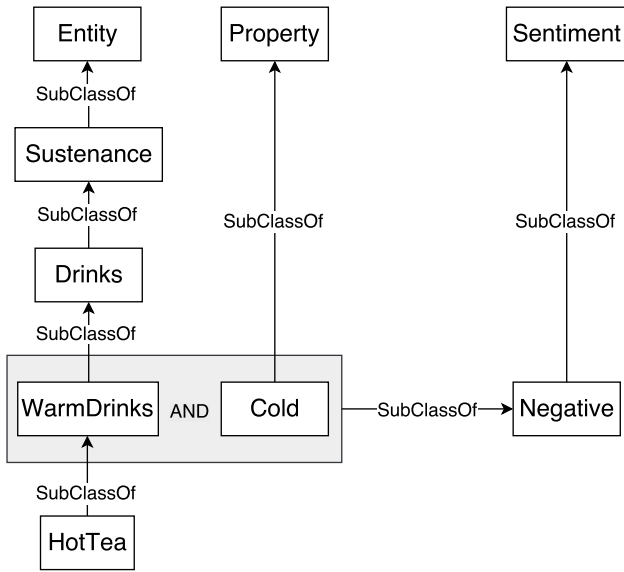 Entity
Property
Sentiment
SubClassOf
Sustenance
SubClassOf
SubClassOf
SubClassOf
Drinks
SubClassOf
WarmDrinks
AND
Cold
SubClassOf
Negative
SubClassOf
HotTea